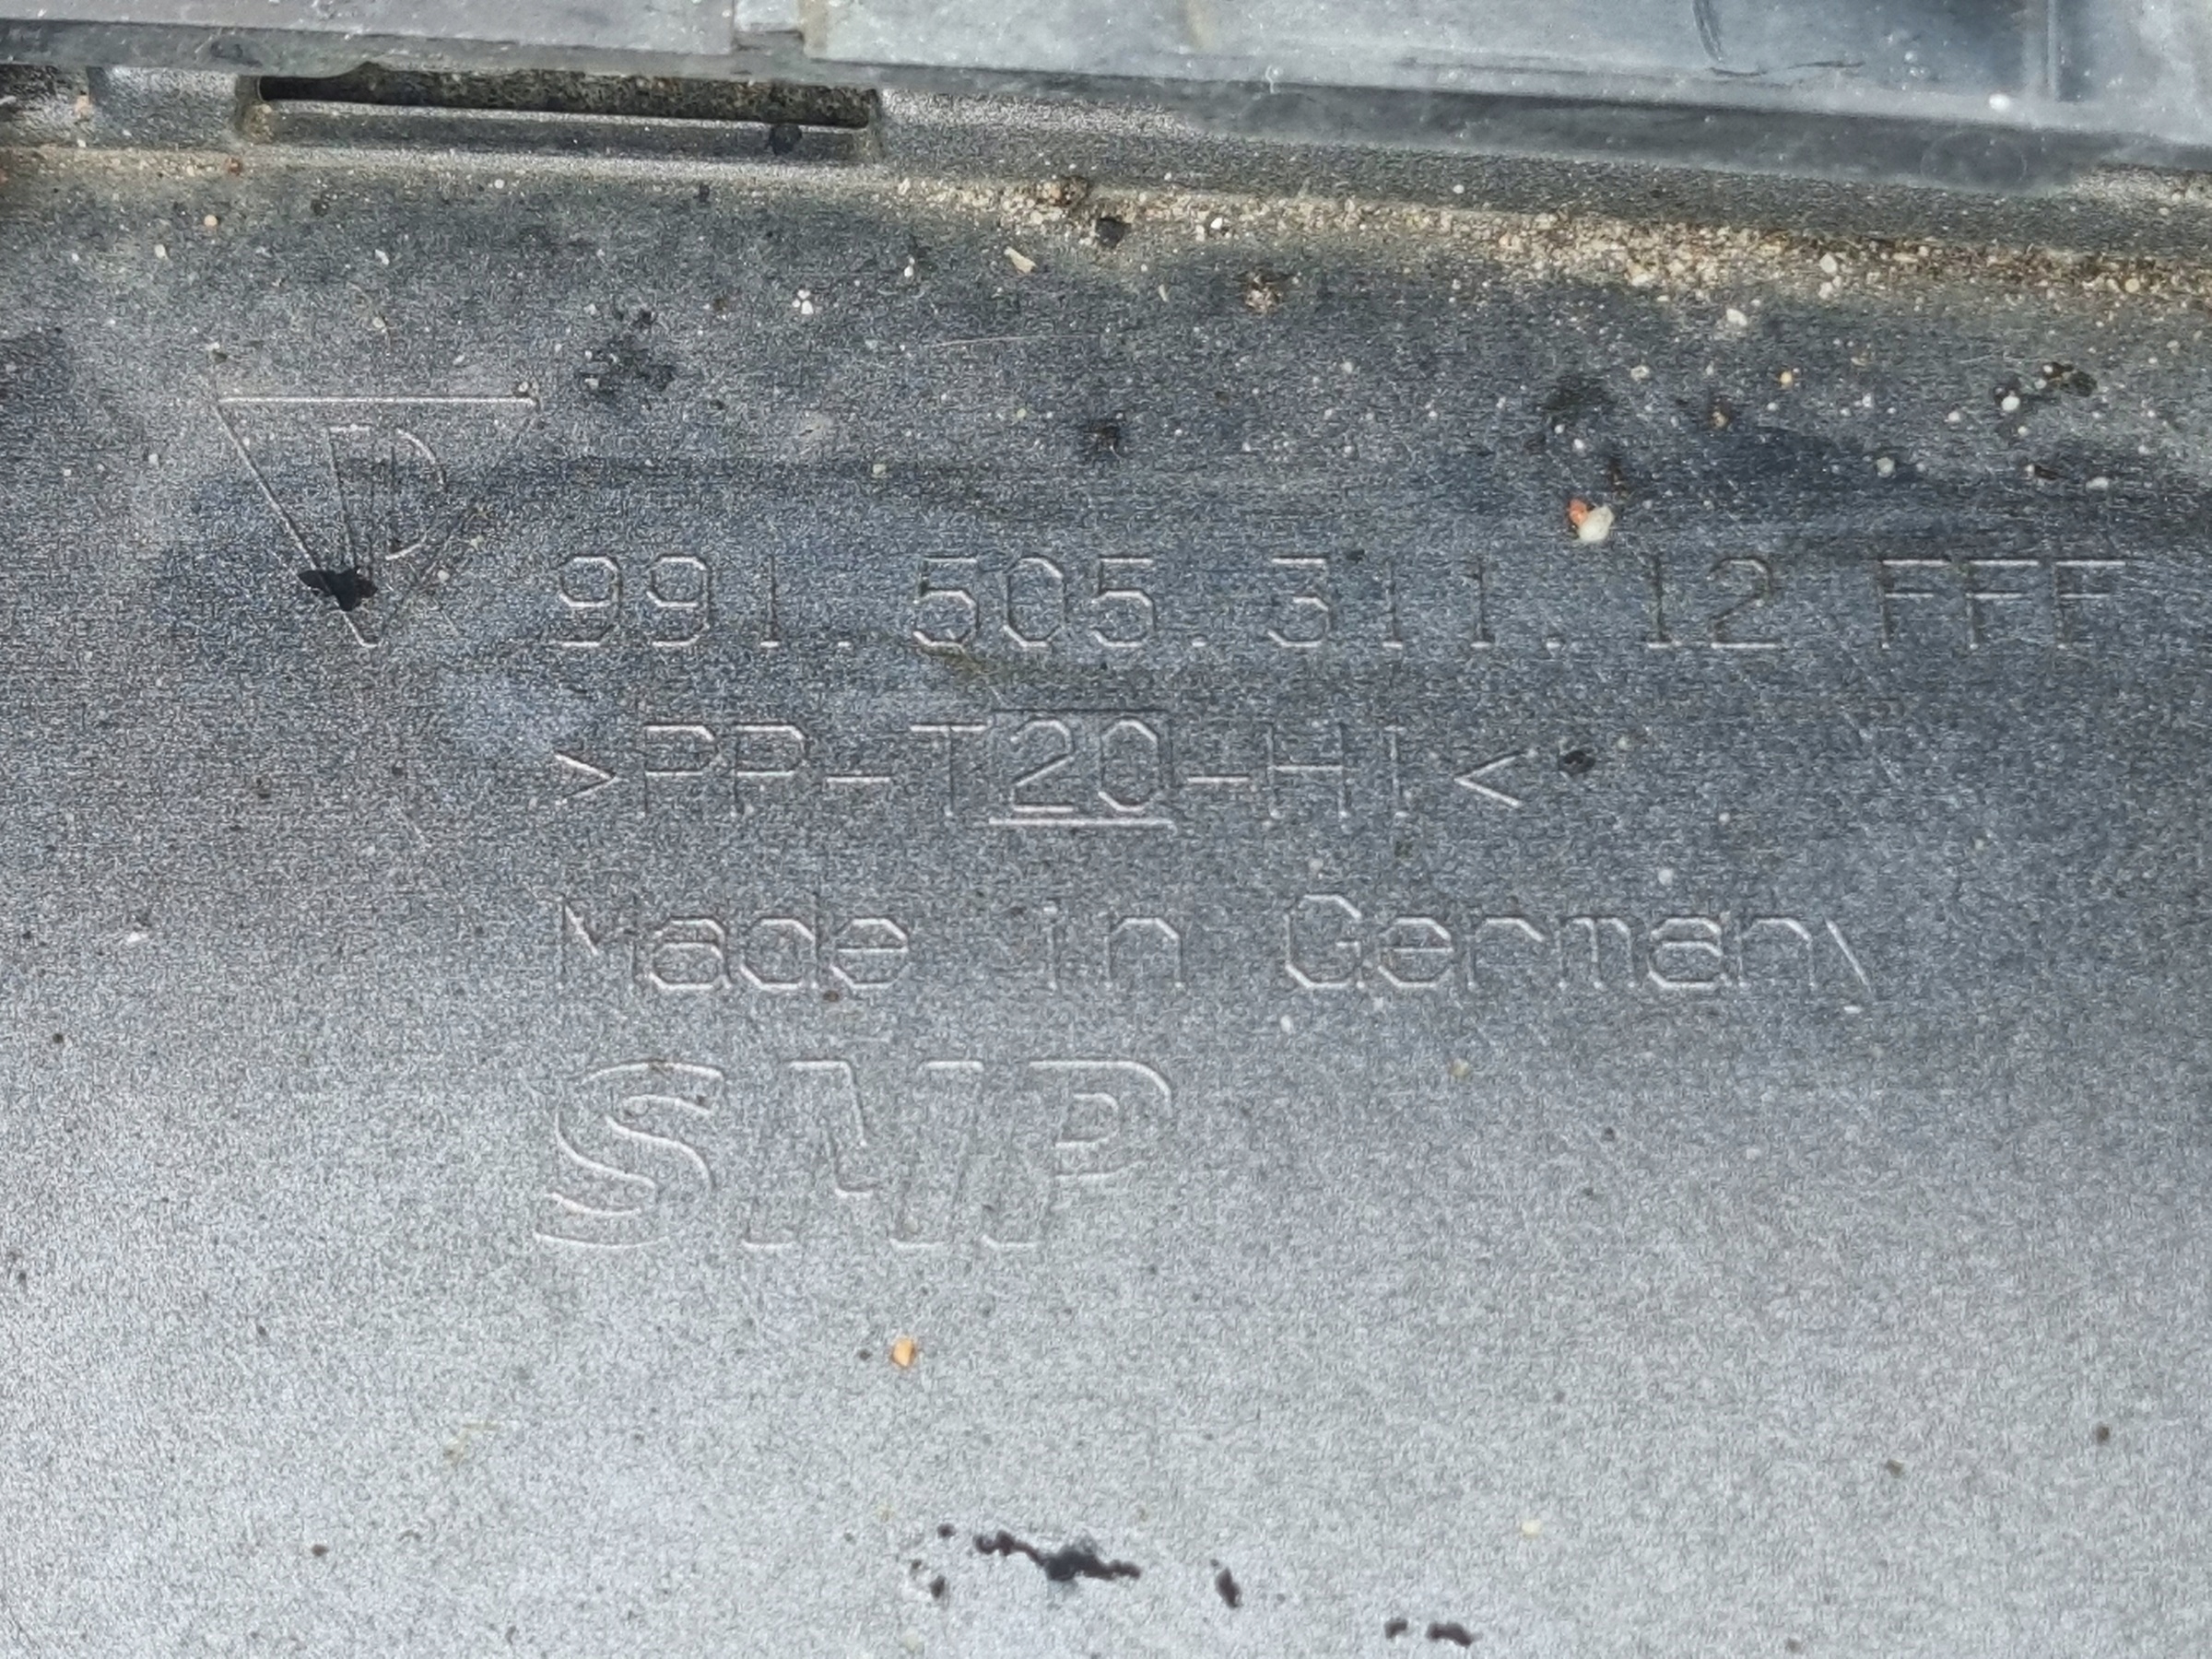 D
991.505.311.12 FFF
>PP-T20-HI<
Made in Germany
SMP